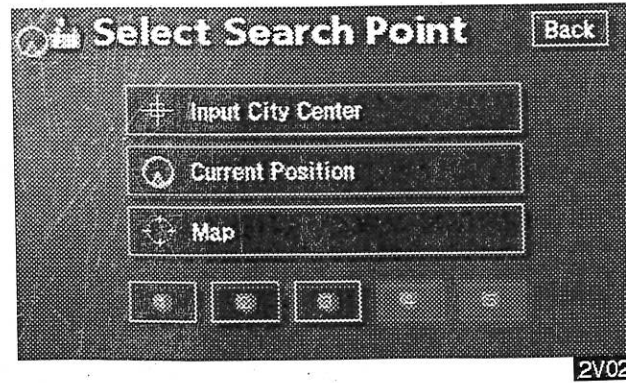 Select Search Point
Back
Input City Center
Current Position
Map
2V02